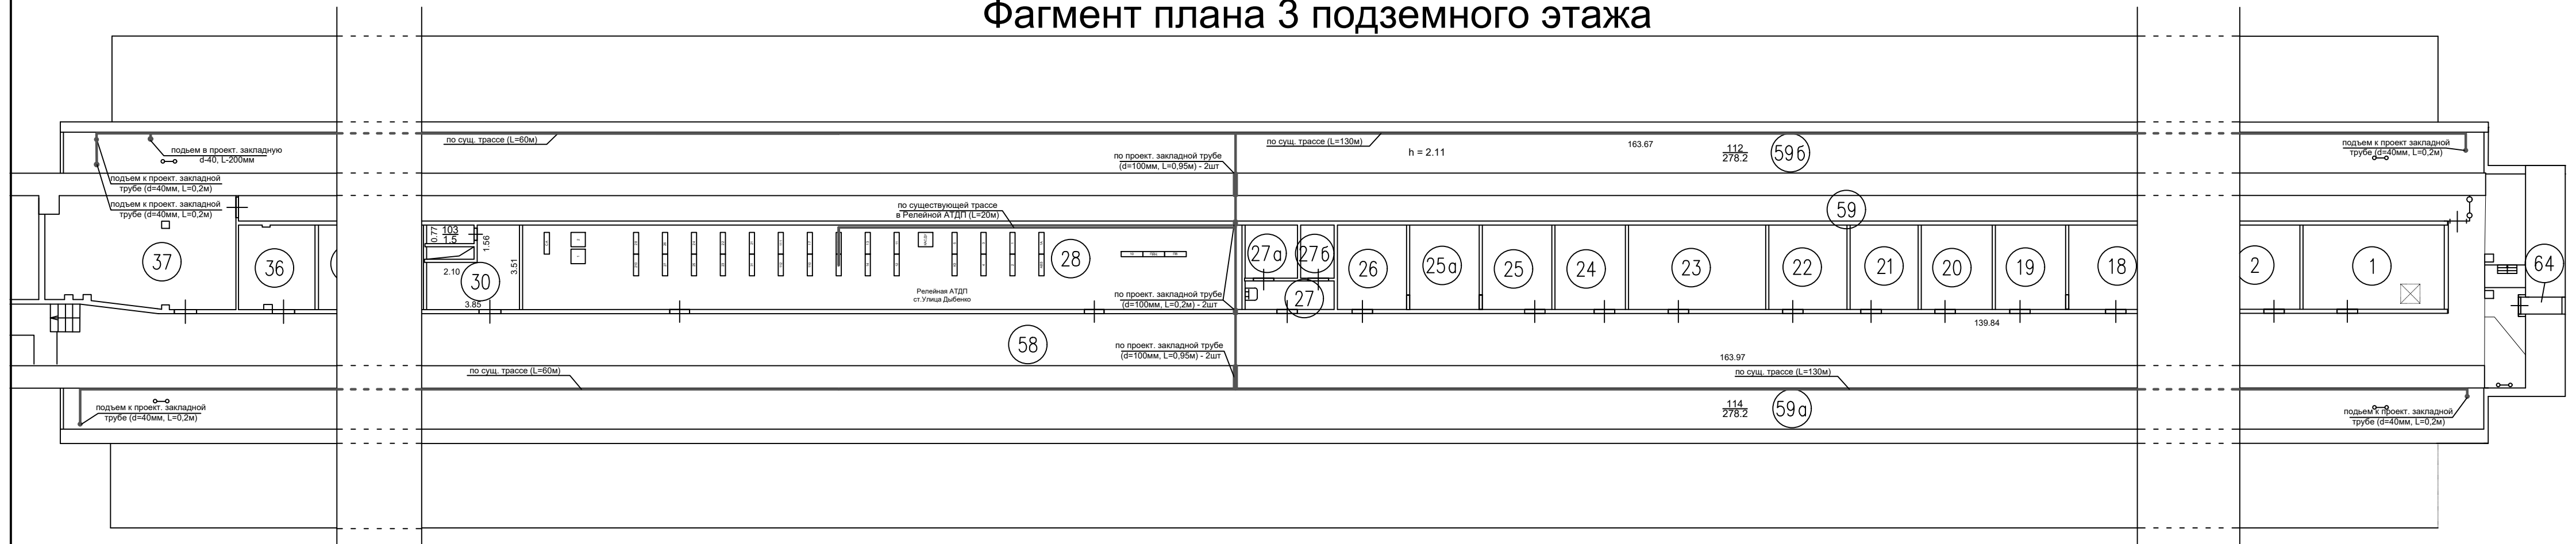 Фагмент плана 3 подземного этажа
по сущ. трассе (L=60м)
по сущ. трассе (L=130м)
163.67
h = 2.11
112
278.2
59б
подьем в проект. закладную
d-40, L-200мм
по проект. закладной трубе
(d=100мм, L=0,95м) - 2шт
подъем к проект. закладной
трубе (d=40мм, L=0,2м)
подъем к проект. закладной
трубе (d=40мм, L=0,2м)
подъем к проект. закладной
трубе (d=40мм, L=0,2м)
по существующей трассе
в Релейной АТДП (L=20м)
59
0.77
103
1.5
1.56
2.10
3.51
3.85
37
36
30
28
27а
27б
27
26
25а
25
24
23
22
21
20
19
18
2
1
64
Релейная АТДП
ст.Улица Дыбенко
по проект. закладной трубе
(d=100мм, L=0,2м) - 2шт
139.84
58
по проект. закладной трубе
(d=100мм, L=0,95м) - 2шт
163.97
по сущ. трассе (L=60м)
по сущ. трассе (L=130м)
подъем к проект. закладной
трубе (d=40мм, L=0,2м)
114
278.2
59а
подъем к проект. закладной
трубе (d=40мм, L=0,2м)